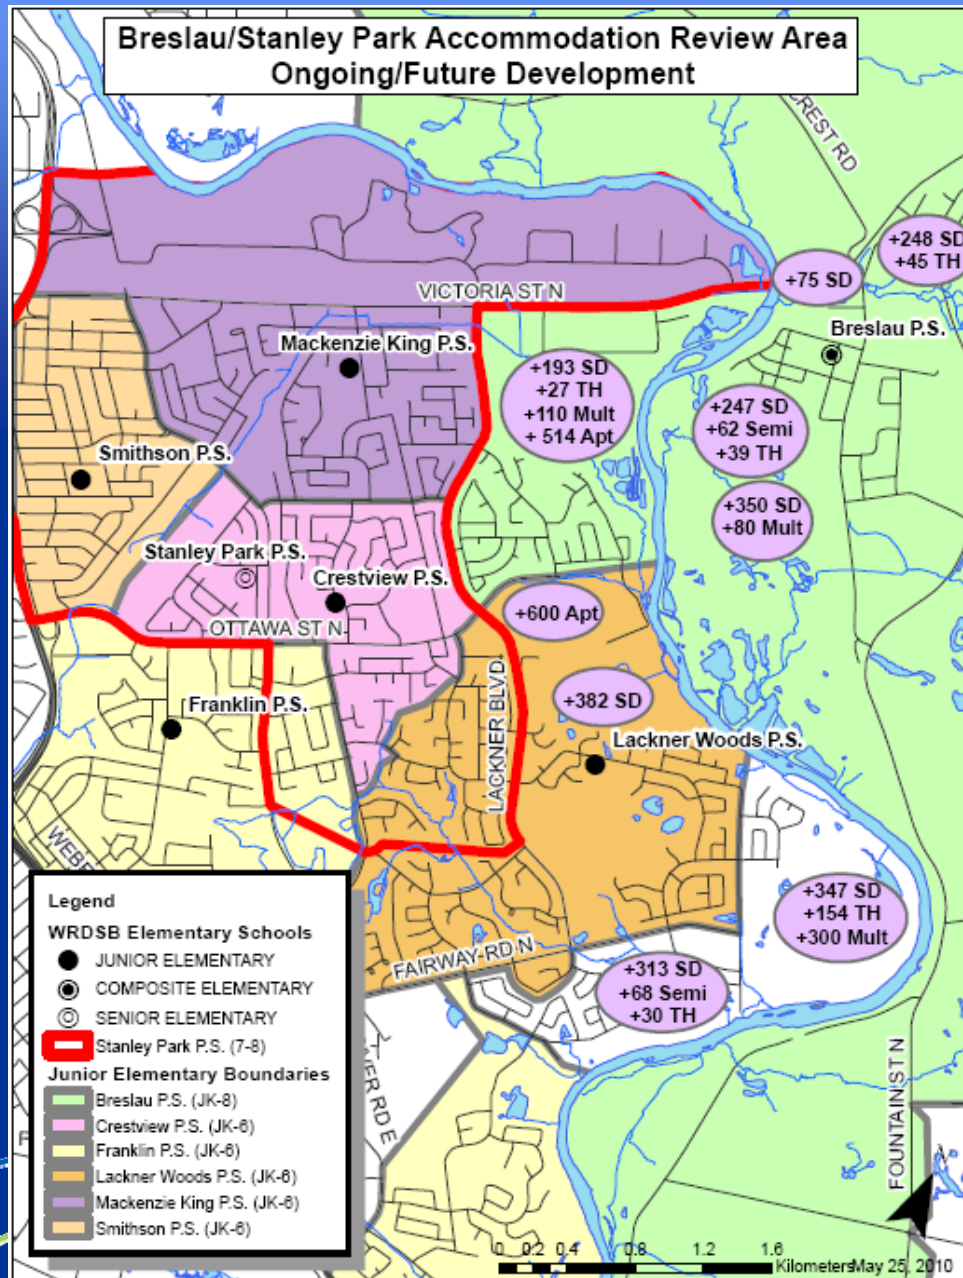 Breslau/Stanley Park Accommodation Review Area
Ongoing/Future Development
CREST RD
+248 SD
+45 TH
+75 SD
VICTORIA ST N
Breslau P.S.
Mackenzie King P.S.
+193 SD
+27 TH
+110 Mult
+ 514 Apt
+247 SD
+62 Semi
+39 TH
Smithson P.S.
+350 SD
+80 Mult
Stanley Park P.S.
Crestview P.S.
+600 Apt
OTTAWA ST N
+382 SD
Franklin P.S.
LACKNER BLVD
Lackner Woods P.S.
WEBE
+347 SD
+154 TH
+300 Mult
FAIRWAY RD N
+313 SD
+68 Semi
+30 TH
Legend
WRDSB Elementary Schools
JUNIOR ELEMENTARY
COMPOSITE ELEMENTARY
SENIOR ELEMENTARY
Stanley Park P.S. (7-8)
Junior Elementary Boundaries
Breslau P.S. (JK-8)
Crestview P.S. (JK-6)
Franklin P.S. (JK-6)
Lackner Woods P.S. (JK-6)
Mackenzie King P.S. (JK-6)
Smithson P.S. (JK-6)
VER RD E
FOUNTAIN ST N
0 0.2 0.4 0.8 1.2 1.6
Kilometers
May 25, 2010